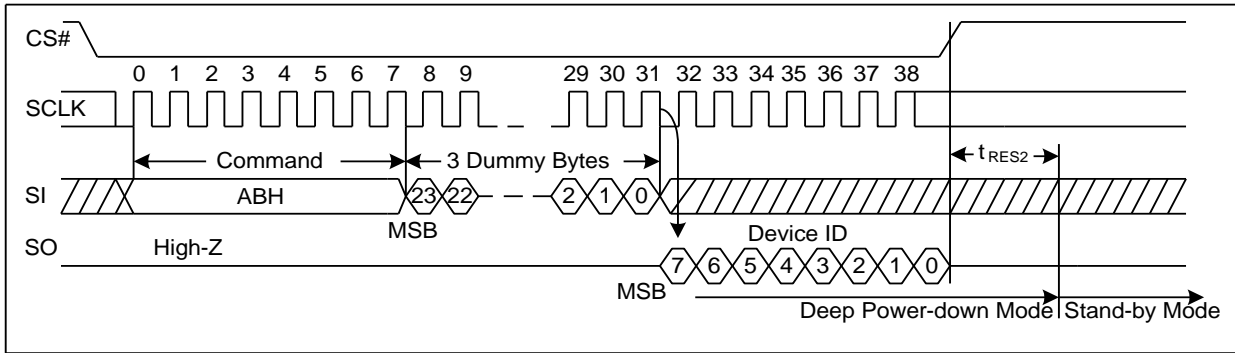 CS#
0 1 2 3 4 5 6 7 8 9 29 30 31 32 33 34 35 36 37 38
SCLK
Command 3 Dummy Bytes tRES2
SI ABH 23 22 2 1 0
MSB
SO High-Z Device ID
7 6 5 4 3 2 1 0
MSB
Deep Power-down Mode Stand-by Mode